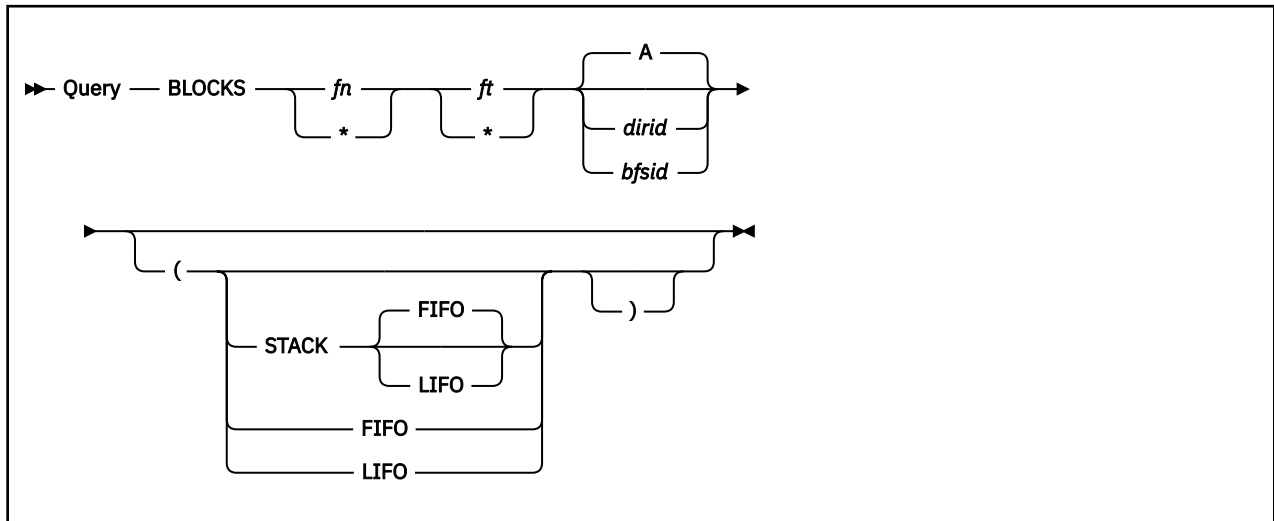 A
Query BLOCKS fn ft
* * dirid
bfsid
(
FIFO )
STACK
LIFO
FIFO
LIFO